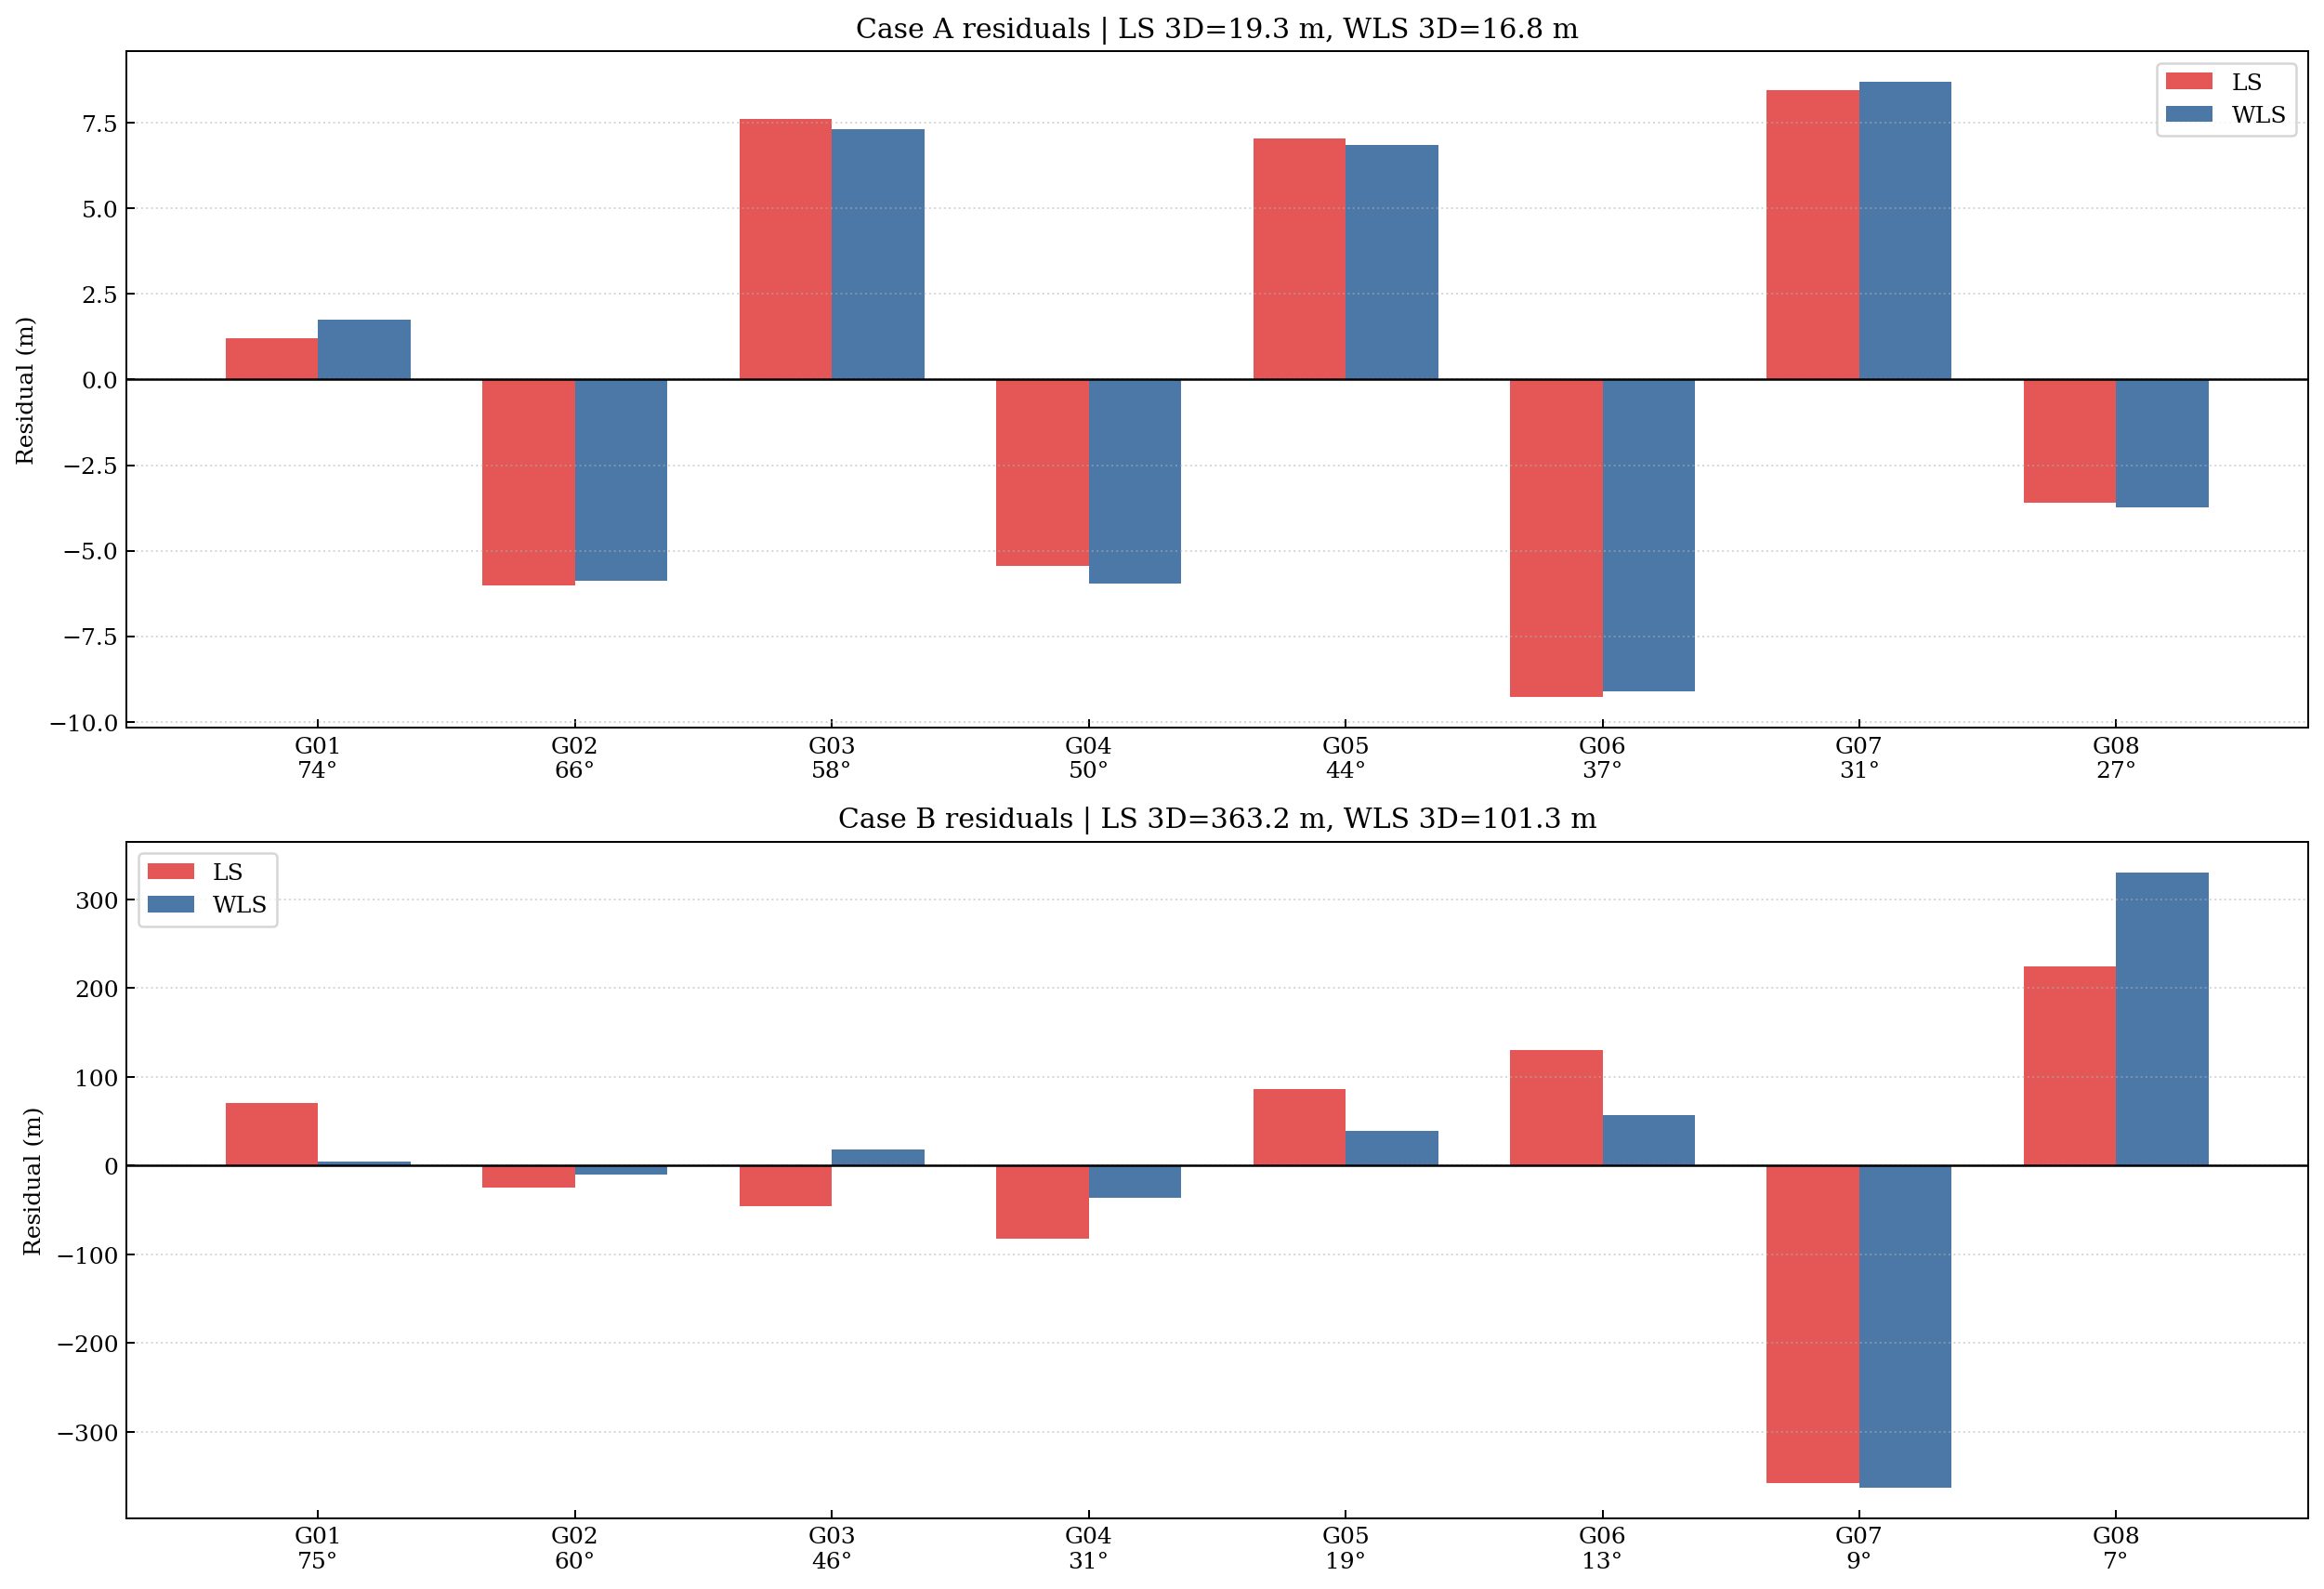 Case A residuals | LS 3D=19.3 m, WLS 3D=16.8 m
LS
WLS
Residual (m)
7.5
5.0
2.5
0.0
−2.5
−5.0
−7.5
−10.0
G01 G02 G03 G04 G05 G06 G07 G08
74° 66° 58° 50° 44° 37° 31° 27°
Case B residuals | LS 3D=363.2 m, WLS 3D=101.3 m
LS
WLS
Residual (m)
300
200
100
0
−100
−200
−300
G01 G02 G03 G04 G05 G06 G07 G08
75° 60° 46° 31° 19° 13° 9° 7°